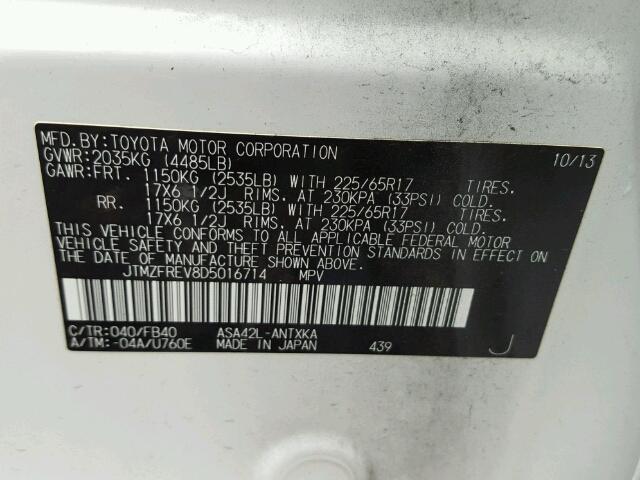 MFD.BY:TOYOTA MOTOR CORPORATION 10/13
GVWR:2035KG (4485LB)
GAWR:FRT. 1150KG (2535LB) WITH 225/65R17 TIRES.
17X6 1/2J RIMS. AT 230KPA (33PSI) COLD.
RR. 1150KG (2535LB) WITH 225/65R17 TIRES.
17X6 1/2J RIMS. AT 230KPA (33PSI) COLD.
THIS VEHICLE CONFORMS TO ALL APPLICABLE FEDERAL MOTOR
VEHICLE SAFETY AND THEFT PREVENTION STANDARDS IN EFFECT ON
THE DATE OF MANUFACTURE SHOWN ABOVE.
JTMZFREV8D5016714 MPV
C/TR:040/FB40 ASA42L-ANTXKA
A/TM:-04A/U760E MADE IN JAPAN 439 J